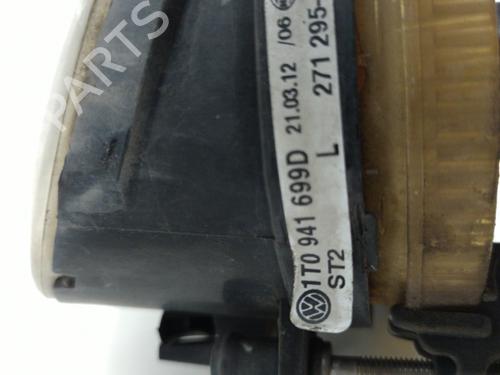 1T0 941 699D 21.03.12 /06
ST2 L 271 295-
B-PARTS